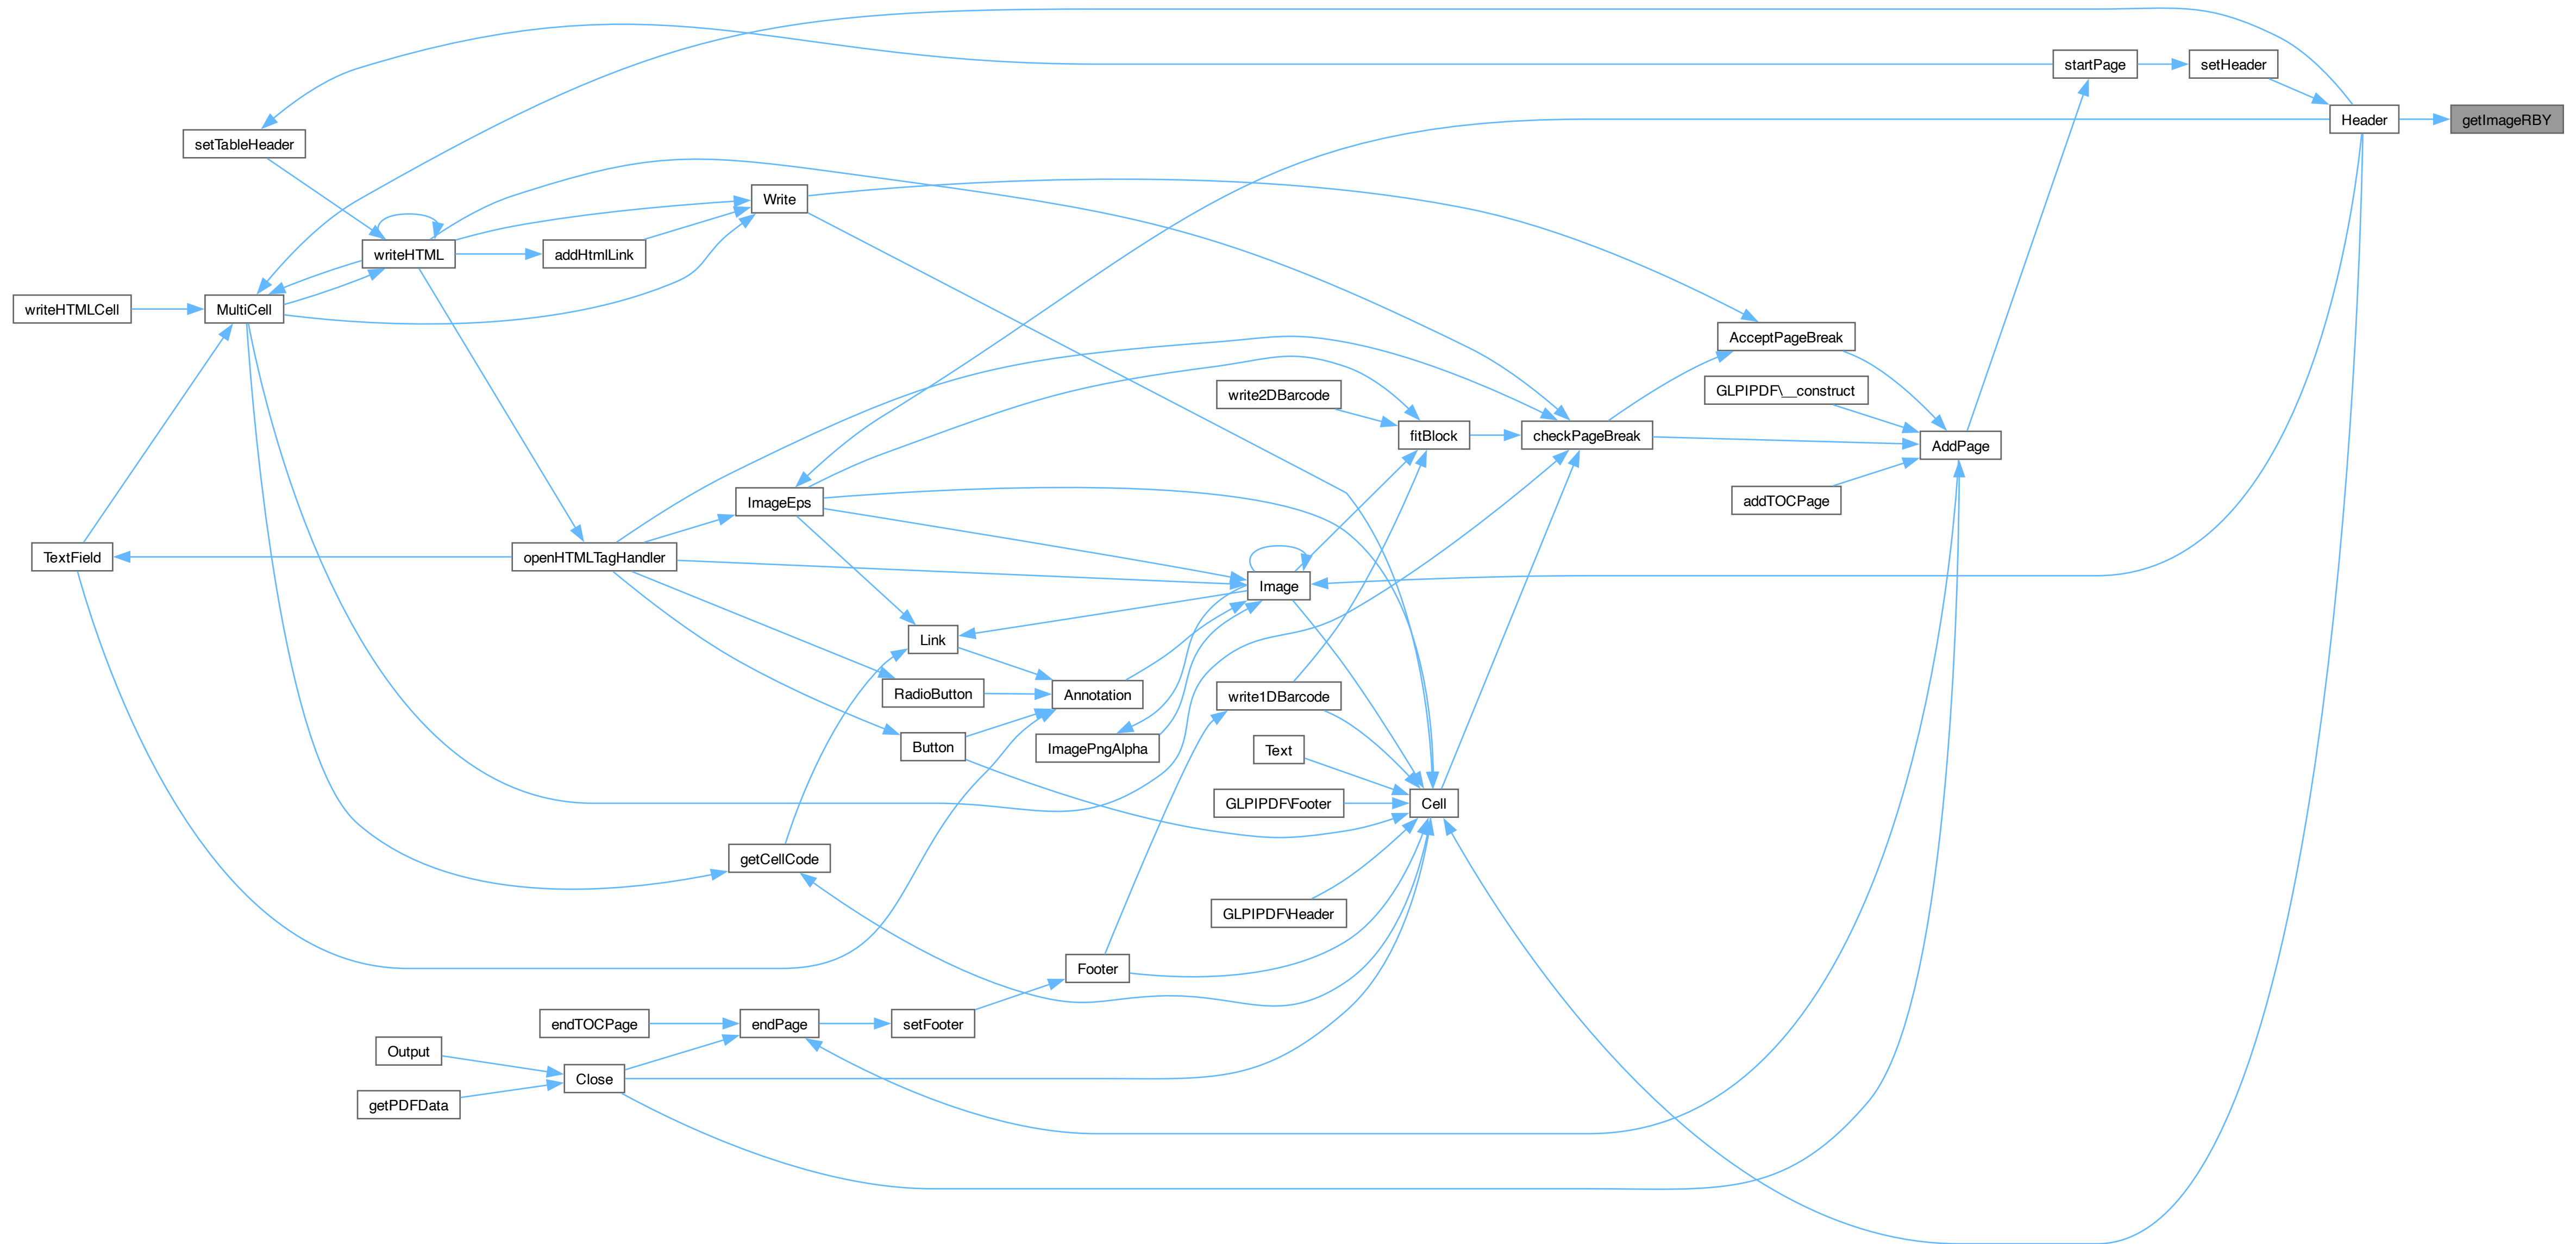 startPage
setHeader
Header
getImageRBY
setTableHeader
Write
writeHTML
addHtmlLink
writeHTMLCell
MultiCell
AcceptPageBreak
write2DBarcode
GLPIPDF\__construct
fitBlock
checkPageBreak
AddPage
ImageEps
addTOCPage
TextField
openHTMLTagHandler
Image
Link
RadioButton
Annotation
write1DBarcode
Button
ImagePngAlpha
Text
GLPIPDF\Footer
Cell
getCellCode
GLPIPDF\Header
Footer
endTOCPage
endPage
setFooter
Output
Close
getPDFData